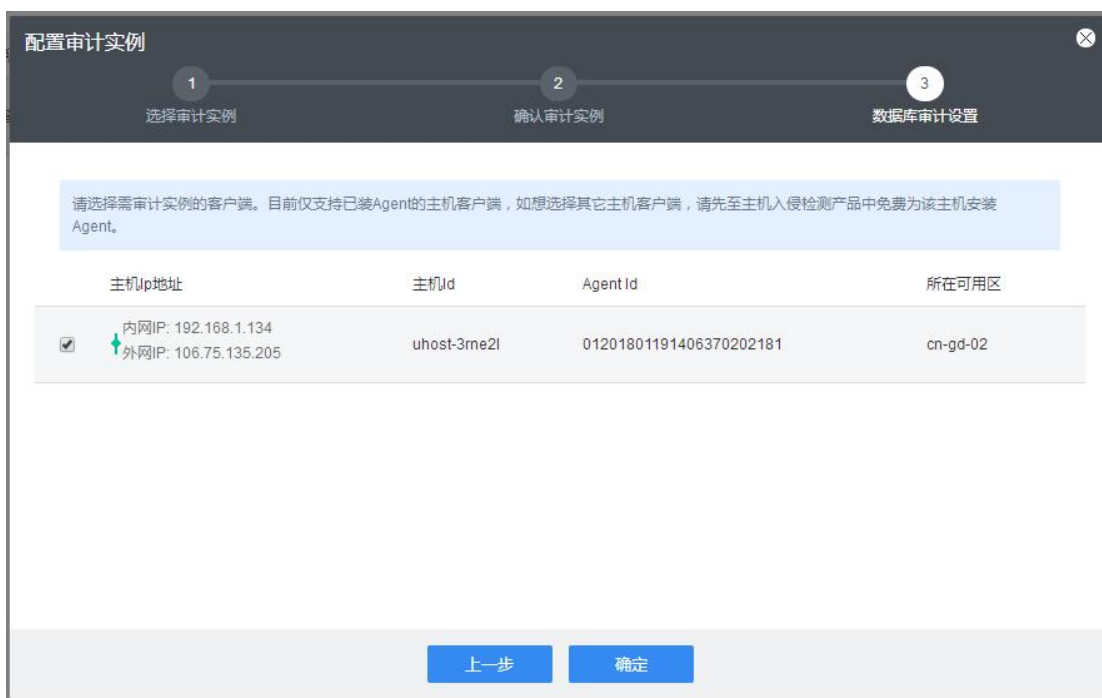 配置审计实例
1
2
3
选择审计实例
确认审计实例
数据库审计设置
请选择需审计实例的客户端。目前仅支持已装Agent的主机客户端，如想选择其它主机客户端，请先至主机入侵检测产品中免费为该主机安装
Agent。
主机Ip地址 主机Id Agent Id 所在可用区
内网IP: 192.168.1.134
外网IP: 106.75.135.205
uhost-3rne2l 01201801191406370202181 cn-gd-02
上一步 确定